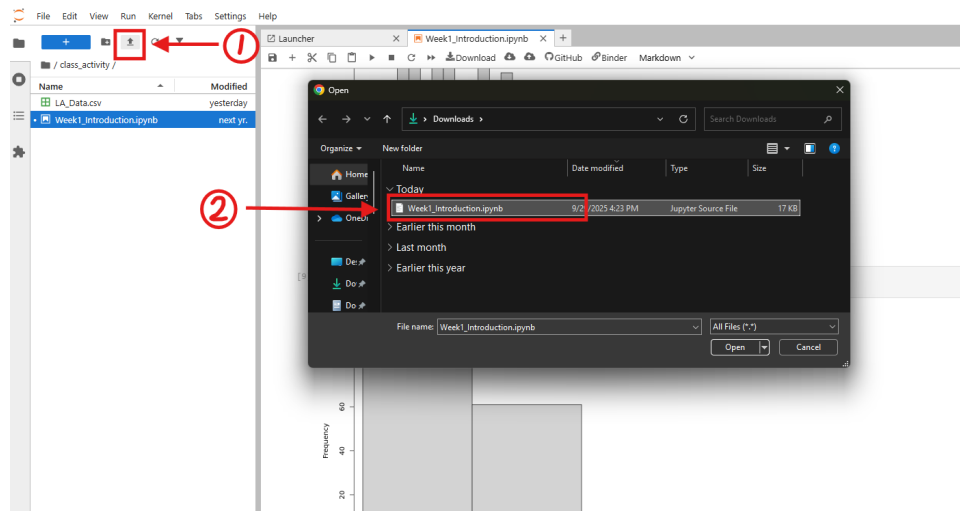 File Edit View Run Kernel Tabs Settings Help
+
/ class_activity /
Name Modified
LA_Data.csv yesterday
Week1_Introduction.ipynb next yr.
1
2
Launcher Week1_Introduction.ipynb +
Download GitHub Binder Markdown
Open
Downloads Search Downloads
Organize New folder
Home
Name Date modified Type Size
Today
Week1_Introduction.ipynb 4:23 PM Jupyter Source File 17 KB
Earlier this month
Last month
Earlier this year
File name: Week1_Introduction.ipynb All Files (*.*)
Open Cancel
Frequency
60
40
20